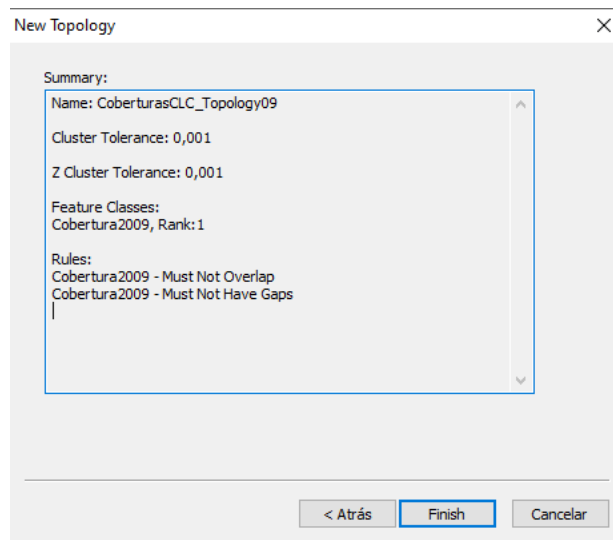 New Topology
Summary:
Name: CoberturasCLC_Topology09
Cluster Tolerance: 0,001
Z Cluster Tolerance: 0,001
Feature Classes:
Cobertura2009, Rank:1
Rules:
Cobertura2009 - Must Not Overlap
Cobertura2009 - Must Not Have Gaps
< Atrás
Finish
Cancelar